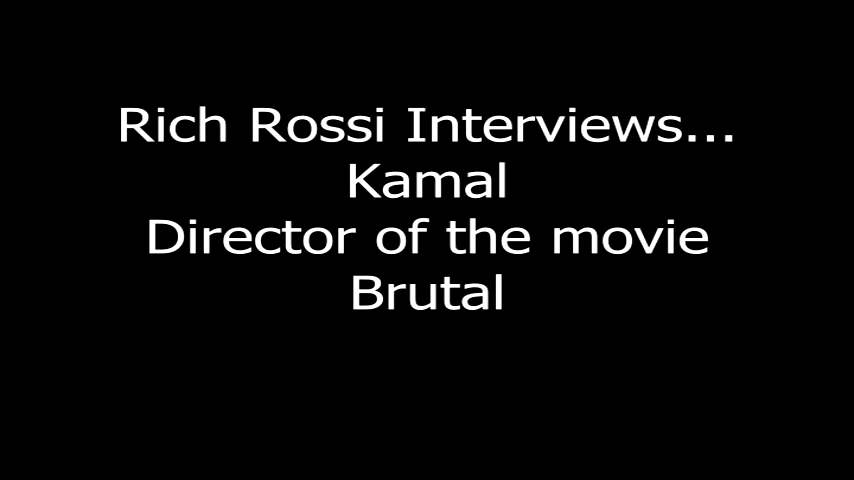 Rich Rossi Interviews...
Kamal
Director of the movie
Brutal